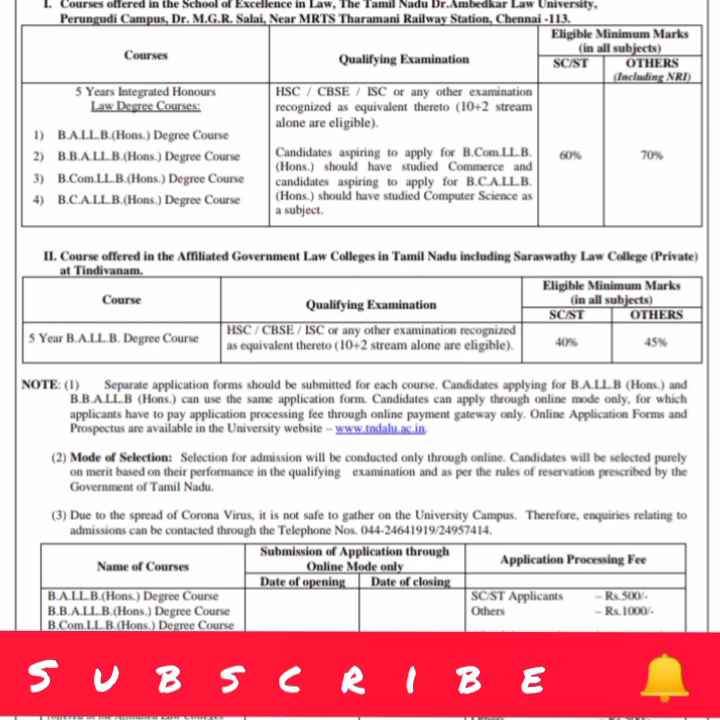 I. Courses offered in the School of Excellence in Law, The Tamil Nadu Dr.Ambedkar Law University,
Perungudi Campus, Dr. M.G.R. Salai, Near MRTS Tharamani Railway Station, Chennai -113.
Courses
Qualifying Examination
Eligible Minimum Marks
(in all subjects)
SC/ST
OTHERS
(Including NRI)
5 Years Integrated Honours
Law Degree Courses:
1) B.A.LL.B.(Hons.) Degree Course
2) B.B.A.LL.B.(Hons.) Degree Course
3) B.Com.LL.B.(Hons.) Degree Course
4) B.C.A.LL.B.(Hons.) Degree Course
HSC / CBSE / ISC or any other examination
recognized as equivalent thereto (10+2 stream
alone are eligible).
Candidates aspiring to apply for B.Com.LL.B.
(Hons.) should have studied Commerce and
candidates aspiring to apply for B.C.A.LL.B.
(Hons.) should have studied Computer Science as
a subject.
60%
70%
II. Course offered in the Affiliated Government Law Colleges in Tamil Nadu including Saraswathy Law College (Private)
at Tindivanam.
Course
Qualifying Examination
Eligible Minimum Marks
(in all subjects)
SC/ST
OTHERS
5 Year B.A.LL.B. Degree Course
HSC / CBSE / ISC or any other examination recognized
as equivalent thereto (10+2 stream alone are eligible).
40%
45%
NOTE: (1) Separate application forms should be submitted for each course. Candidates applying for B.A.LL.B (Hons.) and
B.B.A.LL.B (Hons.) can use the same application form. Candidates can apply through online mode only, for which
applicants have to pay application processing fee through online payment gateway only. Online Application Forms and
Prospectus are available in the University website – www.tndalu.ac.in.
(2) Mode of Selection: Selection for admission will be conducted only through online. Candidates will be selected purely
on merit based on their performance in the qualifying examination and as per the rules of reservation prescribed by the
Government of Tamil Nadu.
(3) Due to the spread of Corona Virus, it is not safe to gather on the University Campus. Therefore, enquiries relating to
admissions can be contacted through the Telephone Nos. 044-24641919/24957414.
Name of Courses
Submission of Application through
Online Mode only
Date of opening
Date of closing
Application Processing Fee
B.A.LL.B.(Hons.) Degree Course
B.B.A.LL.B.(Hons.) Degree Course
B.Com.LL.B.(Hons.) Degree Course
SC/ST Applicants – Rs.500/-
Others – Rs.1000/-
SUBSCRIBE